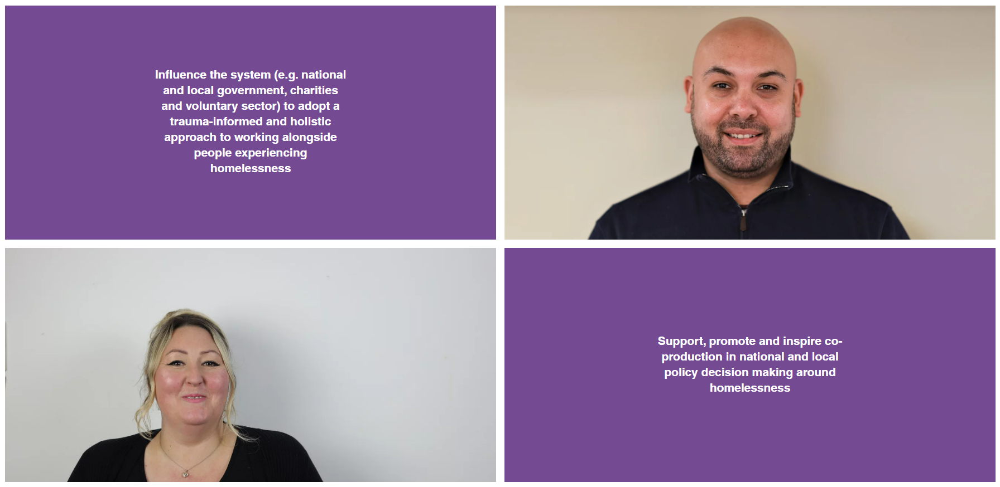 Influence the system (e.g. national
and local government, charities
and voluntary sector) to adopt a
trauma-informed and holistic
approach to working alongside
people experiencing
homelessness
Support, promote and inspire co-
production in national and local
policy decision making around
homelessness